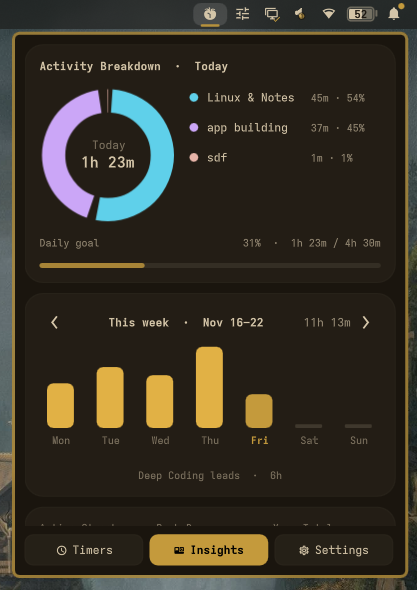 52
Activity Breakdown · Today
Linux & Notes 45m · 54%
app building 37m · 45%
sdf 1m · 1%
Today
1h 23m
Daily goal 31% · 1h 23m / 4h 30m
This week · Nov 16–22 11h 13m
Mon Tue Wed Thu Fri Sat Sun
Deep Coding leads · 6h
Timers Insights Settings